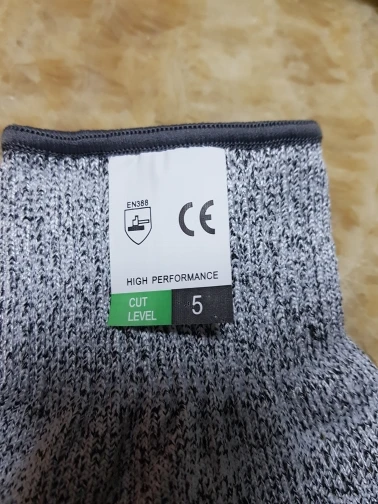 EN388
CE
HIGH PERFORMANCE
CUT
LEVEL
5